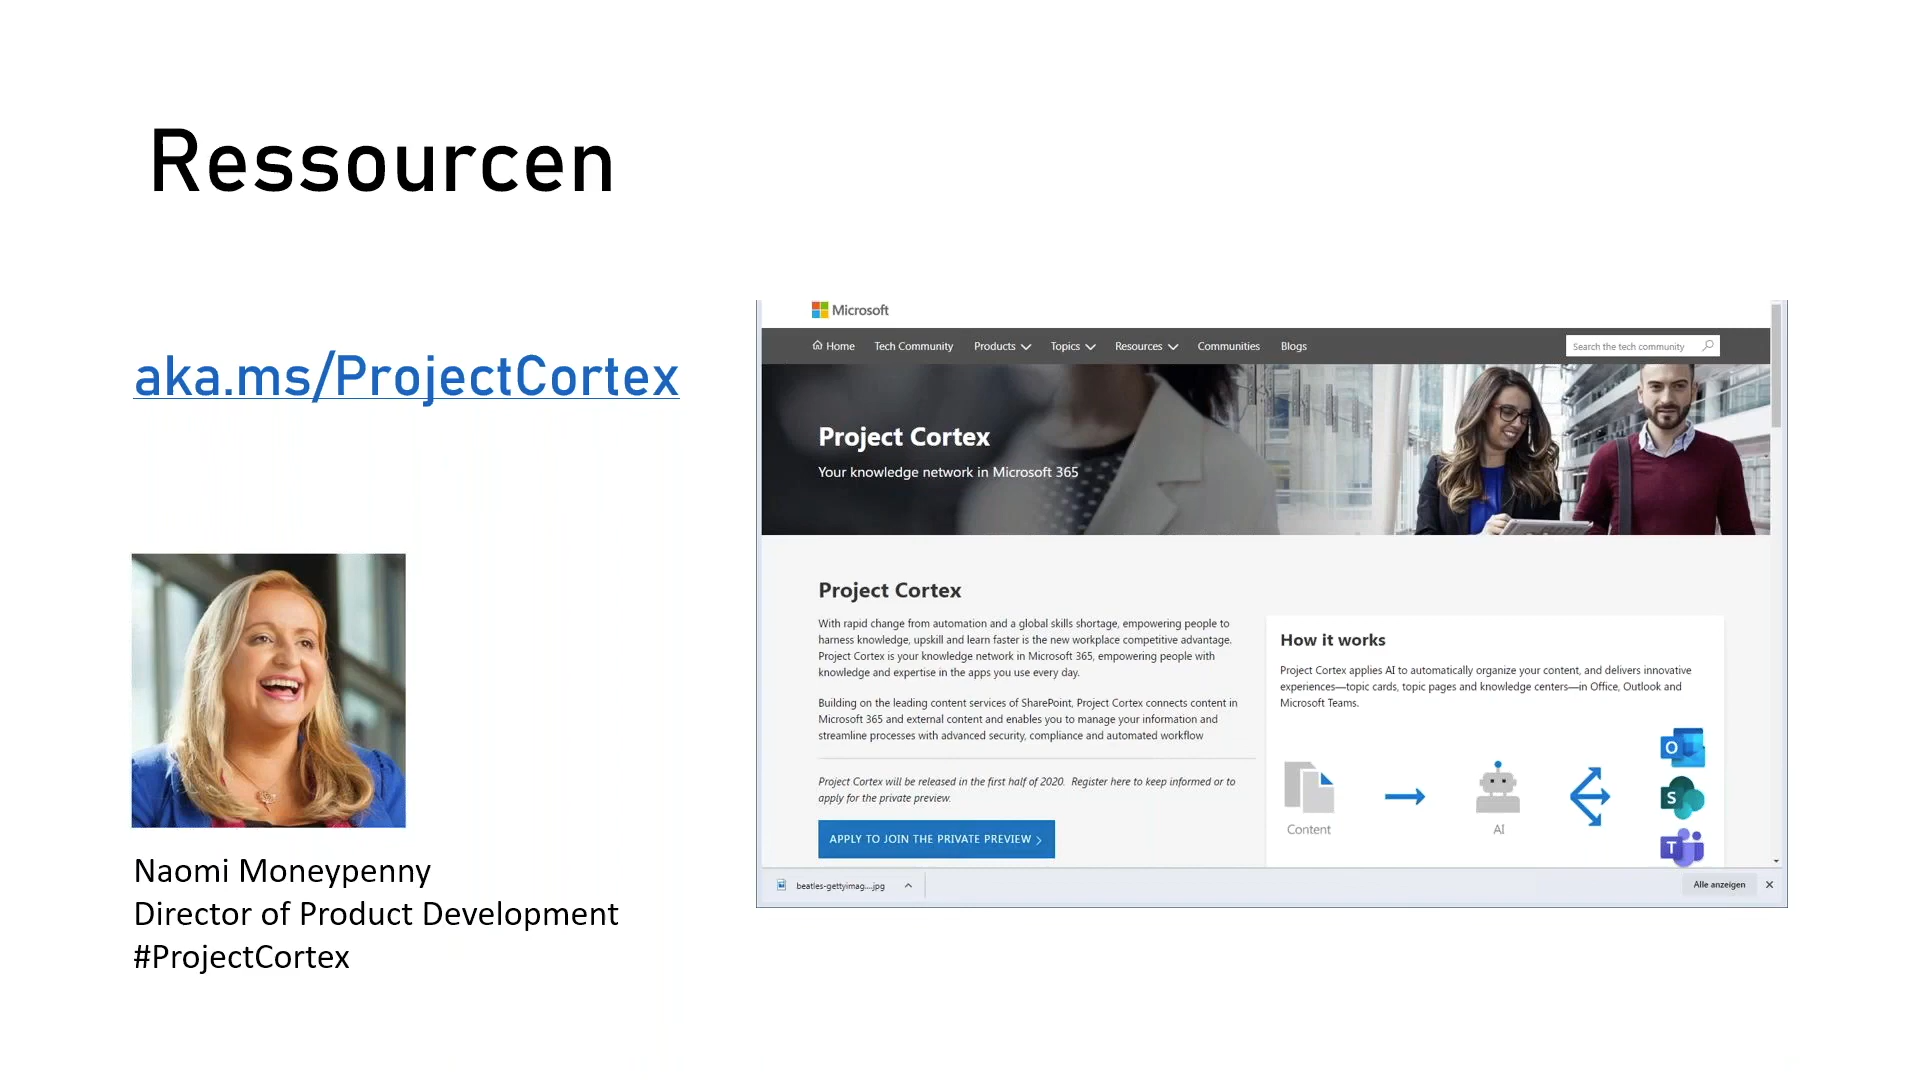 Ressourcen
aka.ms/ProjectCortex
Naomi Moneypenny
Director of Product Development
#ProjectCortex
Microsoft
Home Tech Community Products Topics Resources Communities Blogs Search the tech community
Project Cortex
Your knowledge network in Microsoft 365
Project Cortex
With rapid change from automation and a global skills shortage, empowering people to
harness knowledge, upskill and learn faster is the new workplace competitive advantage.
Project Cortex is your knowledge network in Microsoft 365, empowering people with
knowledge and expertise in the apps you use every day.
Building on the leading content services of SharePoint, Project Cortex connects content in
Microsoft 365 and external content and enables you to manage your information and
streamline processes with advanced security, compliance and automated workflow
Project Cortex will be released in the first half of 2020. Register here to keep informed or to
apply for the private preview.
APPLY TO JOIN THE PRIVATE PREVIEW
How it works
Project Cortex applies AI to automatically organize your content, and delivers innovative
experiences—topic cards, topic pages and knowledge centers—in Office, Outlook and
Microsoft Teams.
Content
AI
O
S
T
beatles-gettyimag....jpg
Alle anzeigen